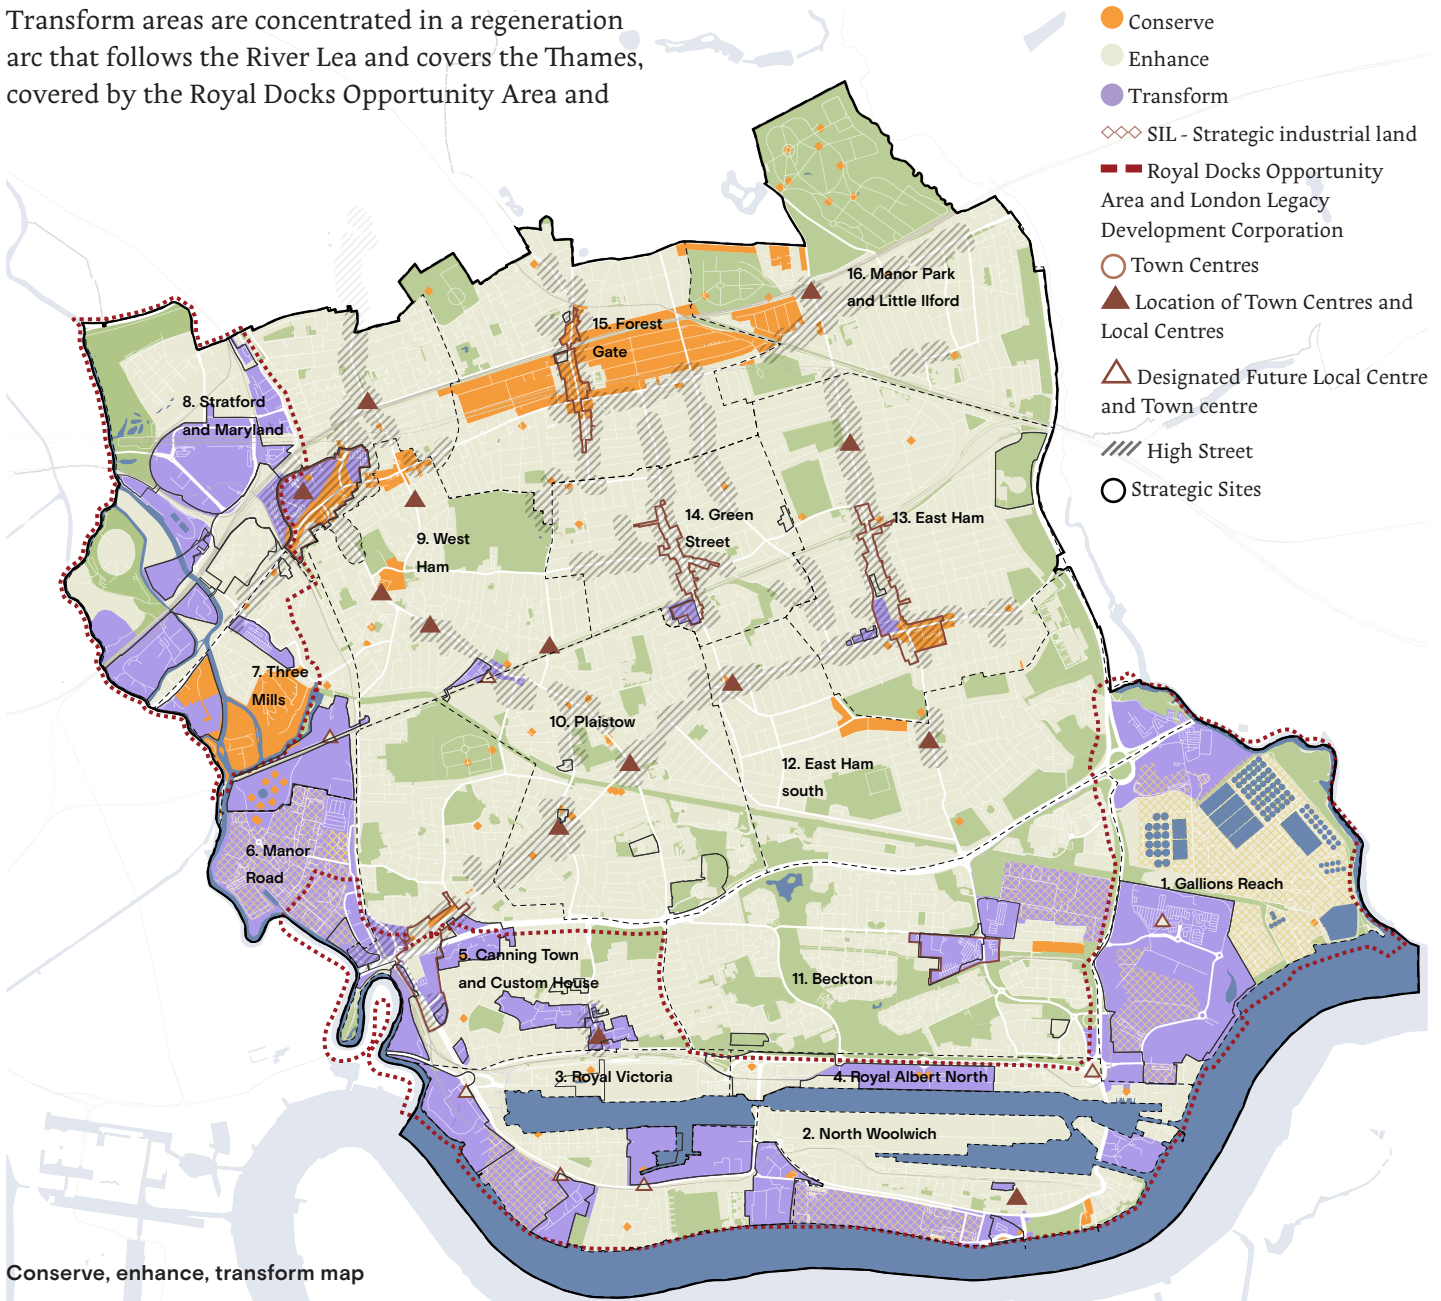 Transform areas are concentrated in a regeneration
arc that follows the River Lea and covers the Thames,
covered by the Royal Docks Opportunity Area and
Conserve
Enhance
Transform
SIL - Strategic industrial land
Royal Docks Opportunity
Area and London Legacy
Development Corporation
Town Centres
Location of Town Centres and
Local Centres
Designated Future Local Centre
and Town centre
High Street
Strategic Sites
16. Manor Park
and Little Ilford
15. Forest
Gate
8. Stratford
and Maryland
14. Green
Street
13. East Ham
9. West
Ham
7. Three
Mills
10. Plaistow
12. East Ham
south
6. Manor
Road
1. Gallions Reach
5. Canning Town
and Custom House
11. Beckton
3. Royal Victoria
4. Royal Albert North
2. North Woolwich
Conserve, enhance, transform map